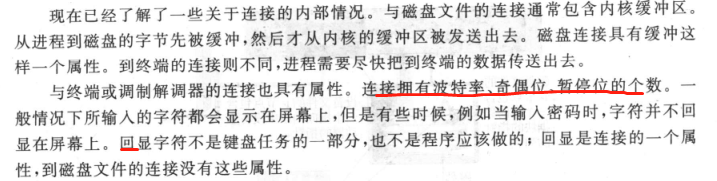 现在已经了解了一些关于连接的内部情况。与磁盘文件的连接通常包含内核缓冲区。
从进程到磁盘的字节先被缓冲,然后才从内核的缓冲区被发送出去。磁盘连接具有缓冲这
样一个属性。到终端的连接则不同,进程需要尽快把到终端的数据传送出去。
与终端或调制解调器的连接也具有属性。连接拥有波特率、奇偶位、暂停位的个数。一
般情况下所输入的字符都会显示在屏幕上,但是有些时候,例如当输入密码时,字符并不回
显在屏幕上。回显字符不是键盘任务的一部分,也不是程序应该做的;回显是连接的一个属
性,到磁盘文件的连接没有这些属性。